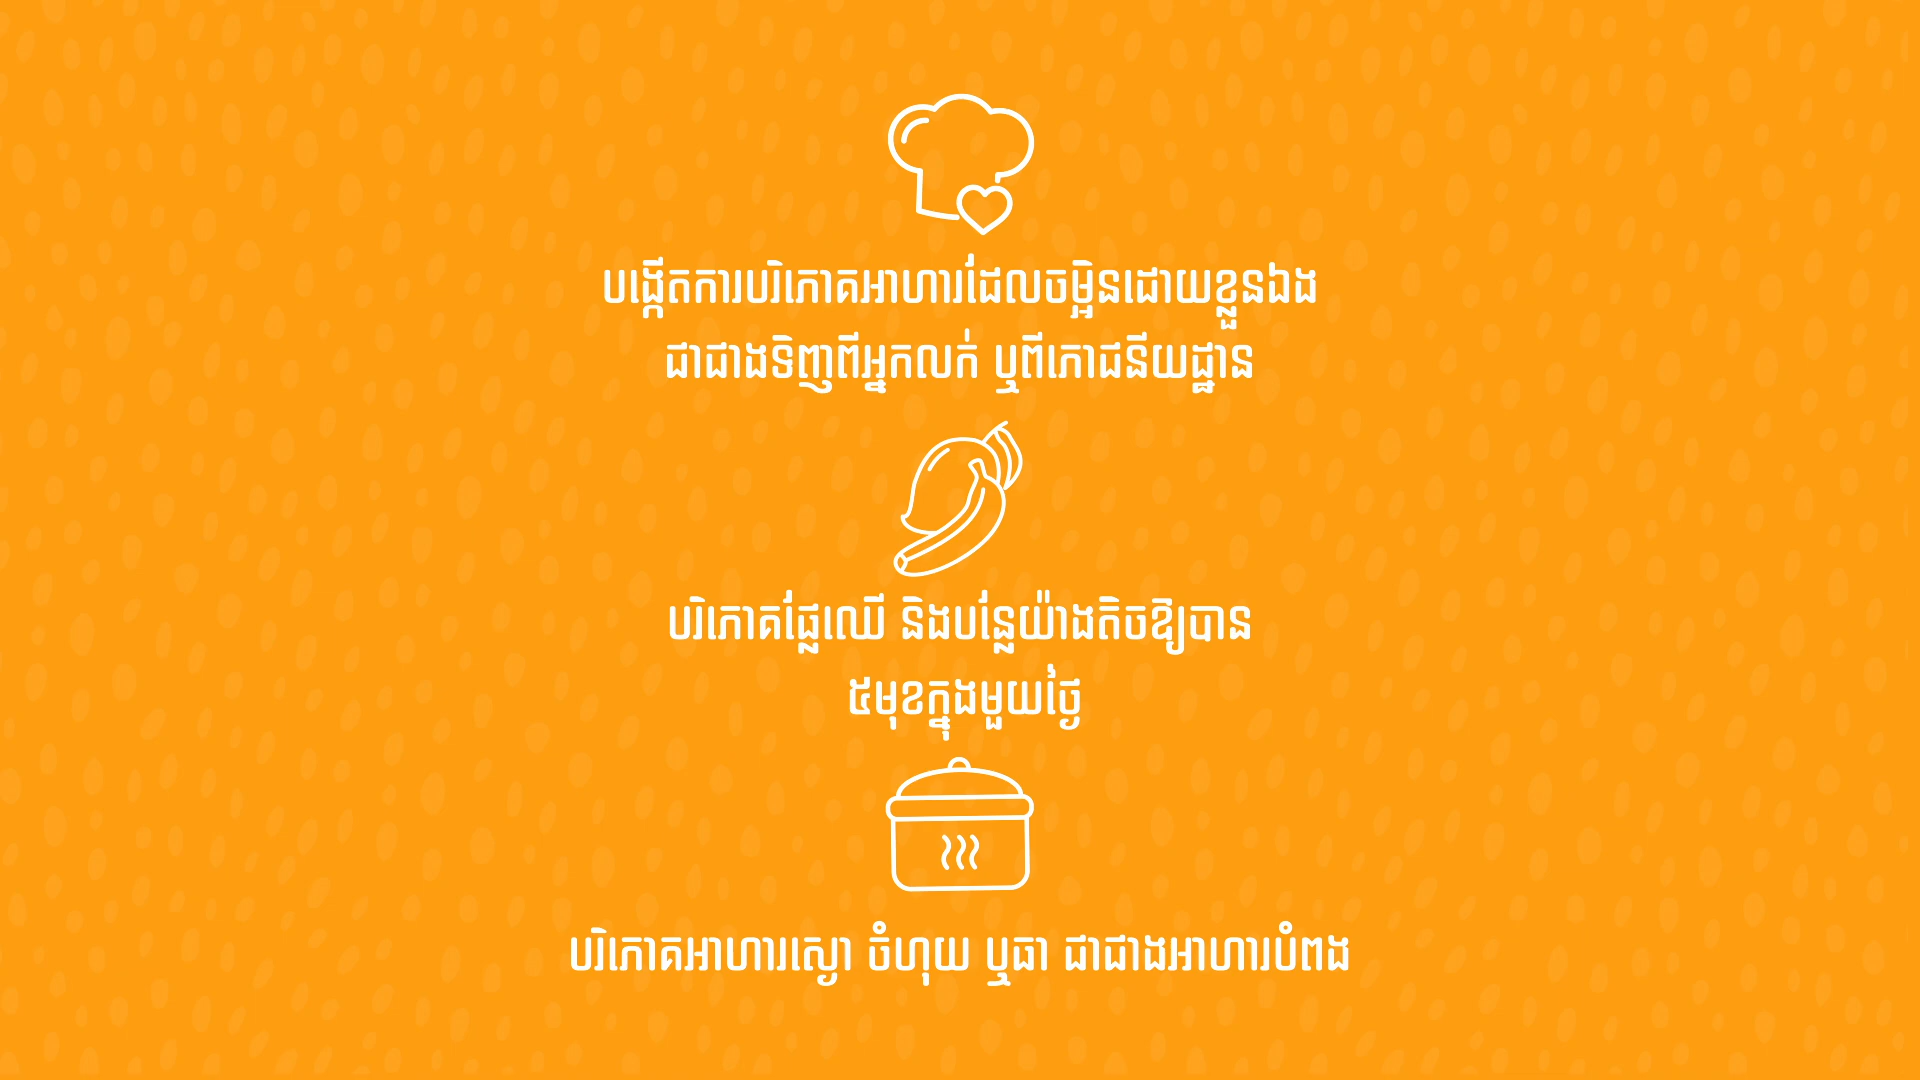 បង្កើតការបរិភោគអាហារដែលចម្អិនដោយខ្លួនឯង
ជាជាងទិញពីអ្នកលក់ ឬពីភោជនីយដ្ឋាន
បរិភោគផ្លែឈើ និងបន្លែយ៉ាងតិចឱ្យបាន
៥មុខក្នុងមួយថ្ងៃ
បរិភោគអាហារស្ងោ ចំហុយ ឬឆា ជាជាងអាហារបំពង